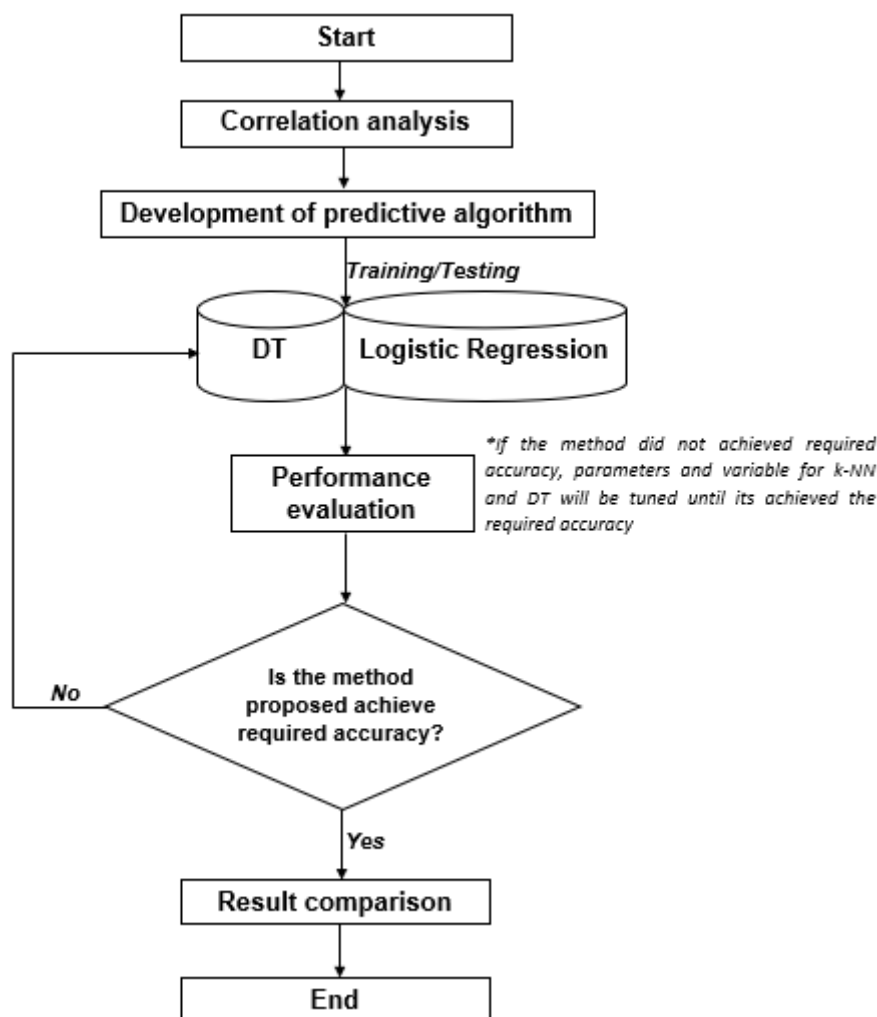 Start
Correlation analysis
Development of predictive algorithm
Training/Testing
DT
Logistic Regression
*If the method did not achieved required
accuracy, parameters and variable for k-NN
and DT will be tuned until its achieved the
required accuracy
Performance
evaluation
Is the method
proposed achieve
required accuracy?
No
Yes
Result comparison
End